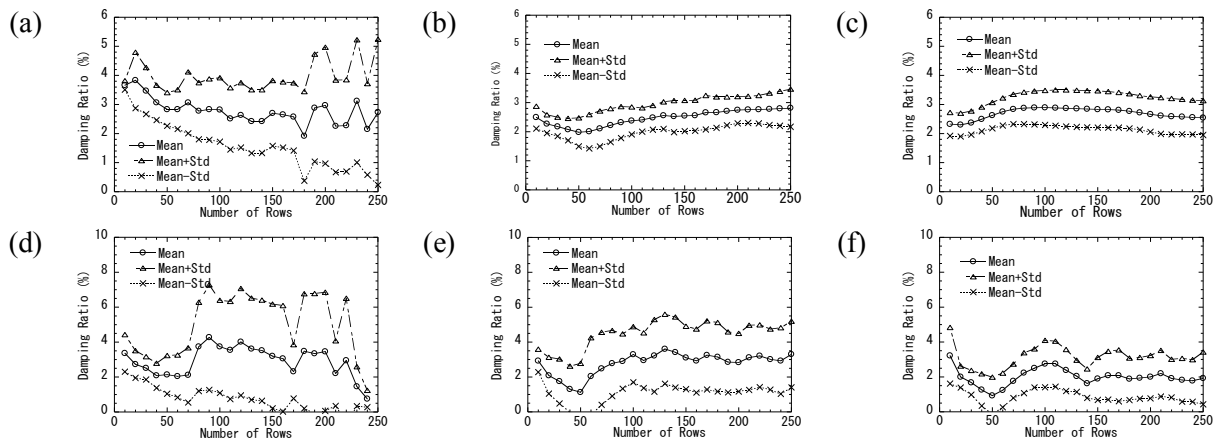 (a)
6
5
4
3
2
1
0
Damping Ratio (%)
Mean
Mean+Std
Mean-Std
0 50 100 150 200 250
Number of Rows
(b)
6
5
4
3
2
1
0
Damping Ratio (%)
Mean
Mean+Std
Mean-Std
0 50 100 150 200 250
Number of Rows
(c)
6
5
4
3
2
1
0
Damping Ratio (%)
Mean
Mean+Std
Mean-Std
0 50 100 150 200 250
Number of Rows
(d)
10
8
6
4
2
0
Damping Ratio (%)
Mean
Mean+Std
Mean-Std
0 50 100 150 200 250
Number of Rows
(e)
10
8
6
4
2
0
Damping Ratio (%)
Mean
Mean+Std
Mean-Std
0 50 100 150 200 250
Number of Rows
(f)
10
8
6
4
2
0
Damping Ratio (%)
Mean
Mean+Std
Mean-Std
0 50 100 150 200 250
Number of Rows